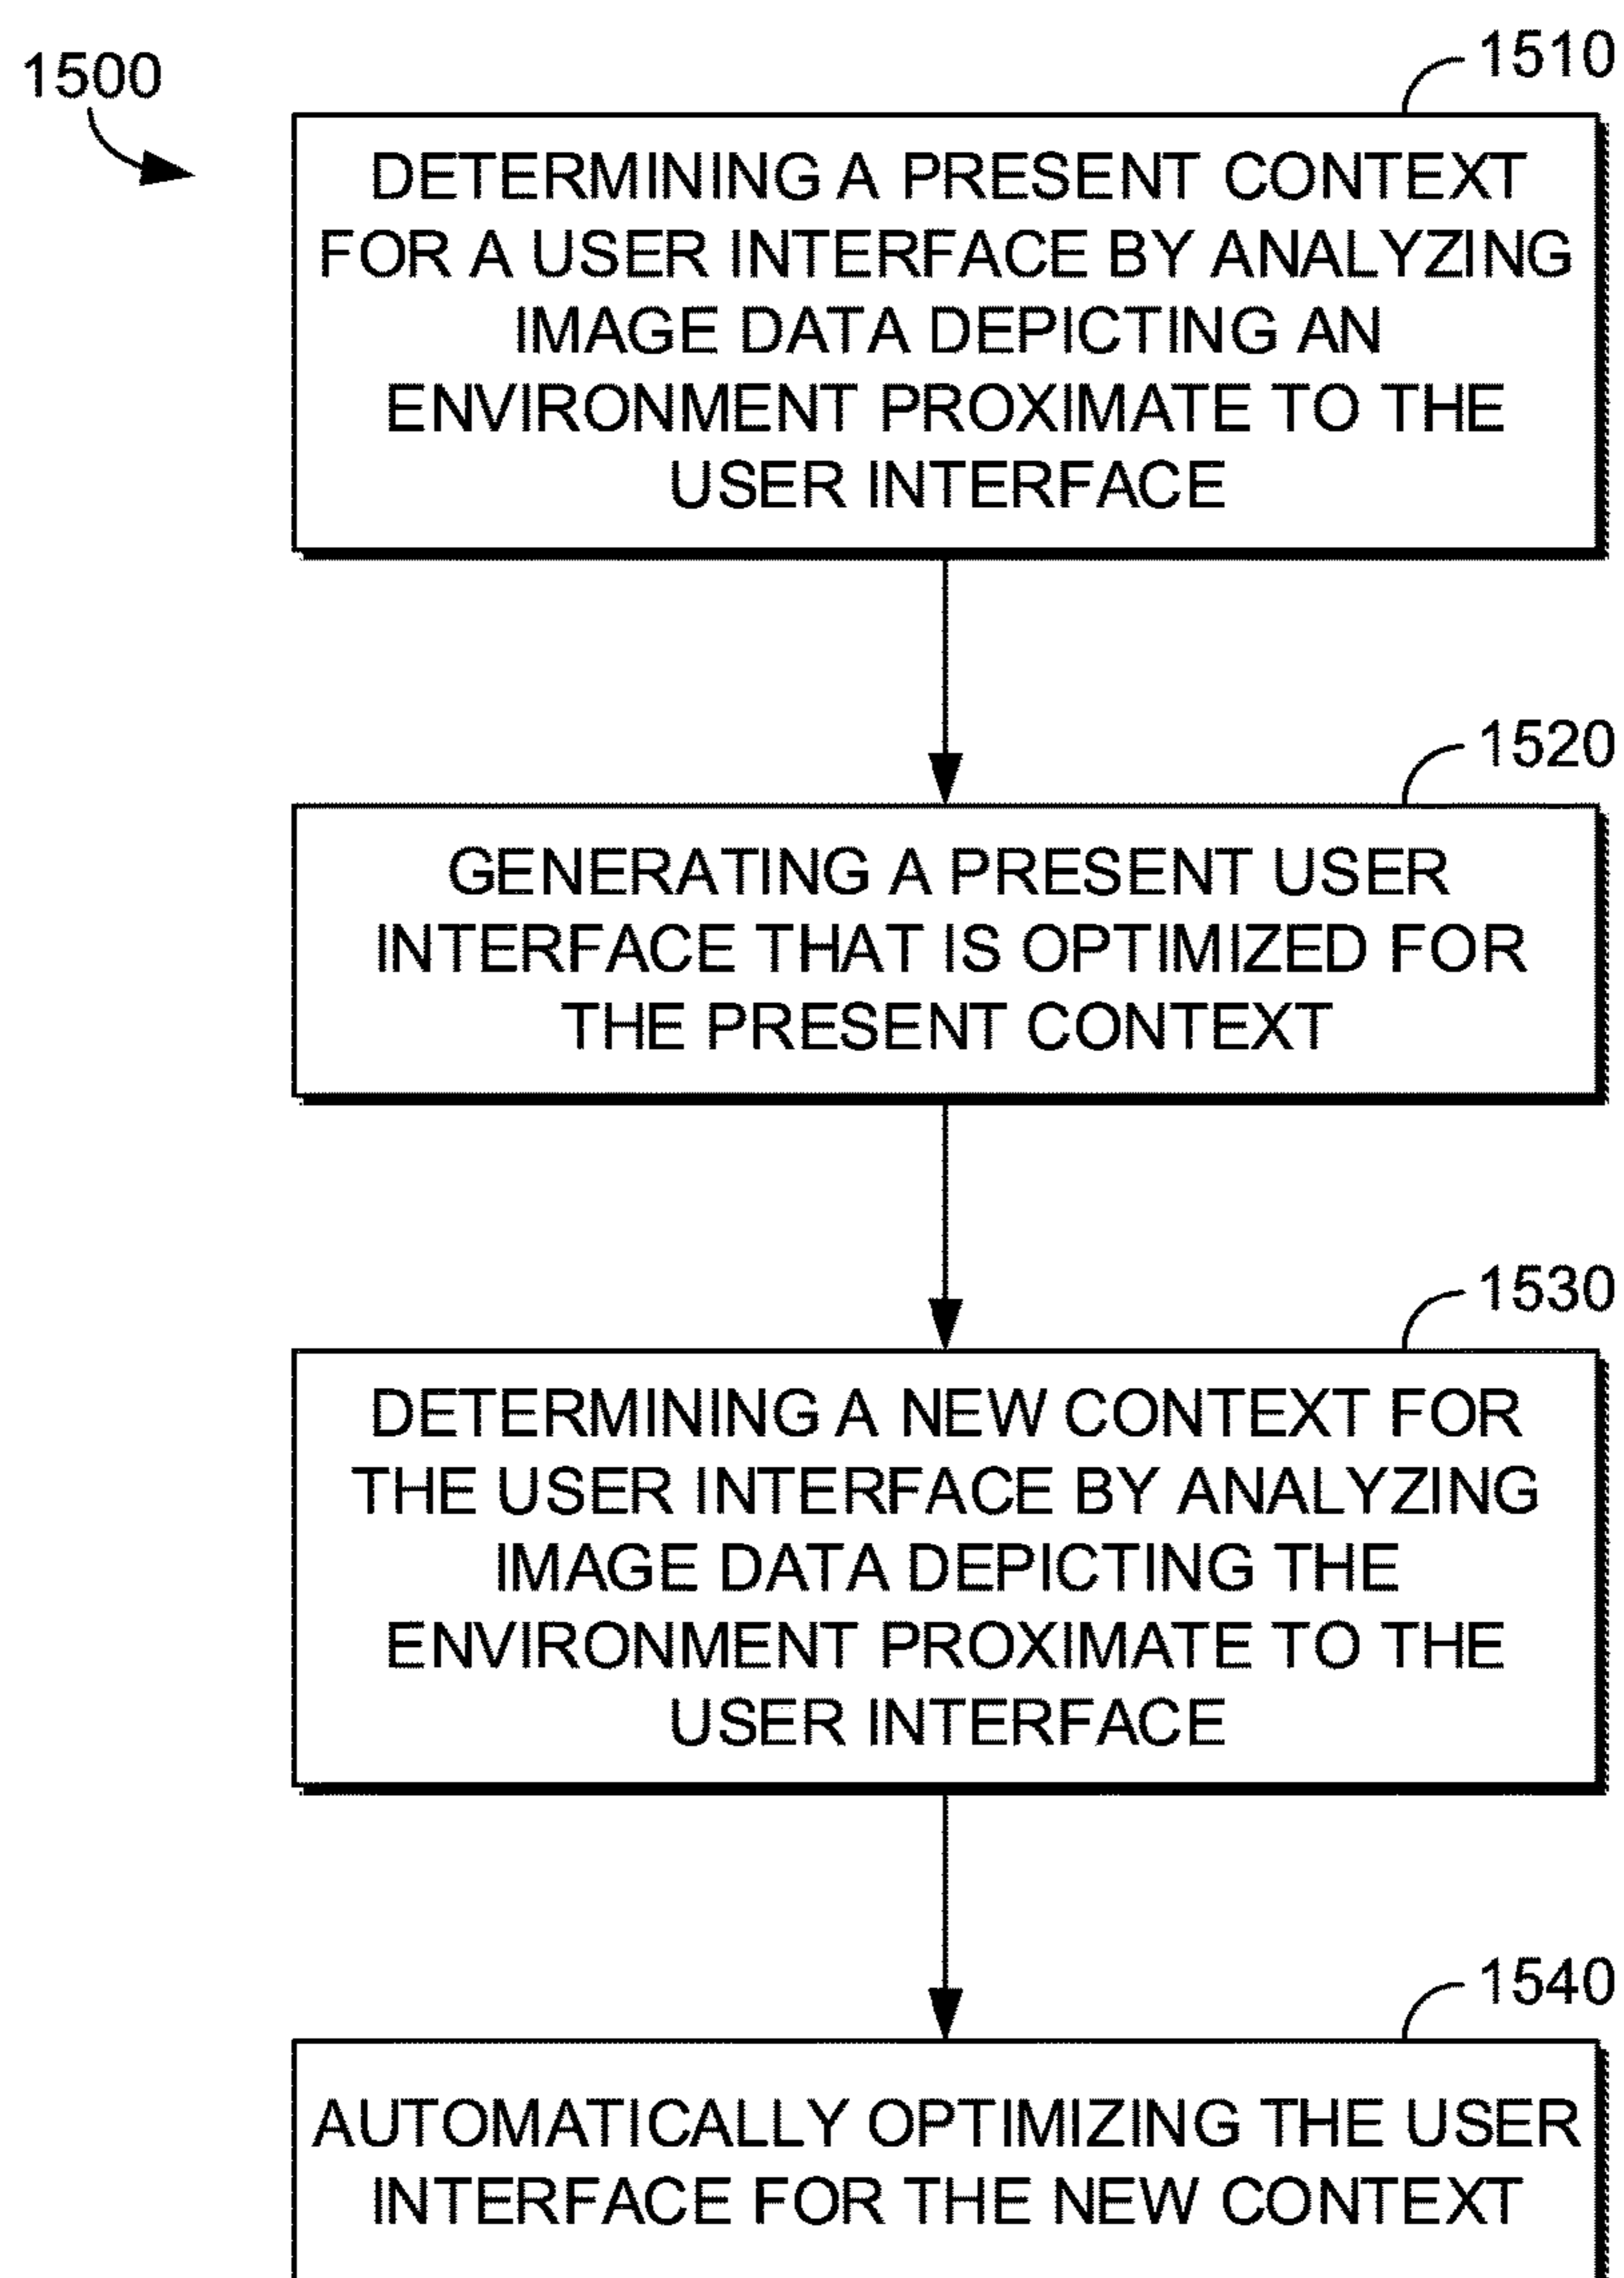 1500
1510
DETERMINING A PRESENT CONTEXT
FOR A USER INTERFACE BY ANALYZING
IMAGE DATA DEPICTING AN
ENVIRONMENT PROXIMATE TO THE
USER INTERFACE
1520
GENERATING A PRESENT USER
INTERFACE THAT IS OPTIMIZED FOR
THE PRESENT CONTEXT
1530
DETERMINING A NEW CONTEXT FOR
THE USER INTERFACE BY ANALYZING
IMAGE DATA DEPICTING THE
ENVIRONMENT PROXIMATE TO THE
USER INTERFACE
1540
AUTOMATICALLY OPTIMIZING THE USER
INTERFACE FOR THE NEW CONTEXT